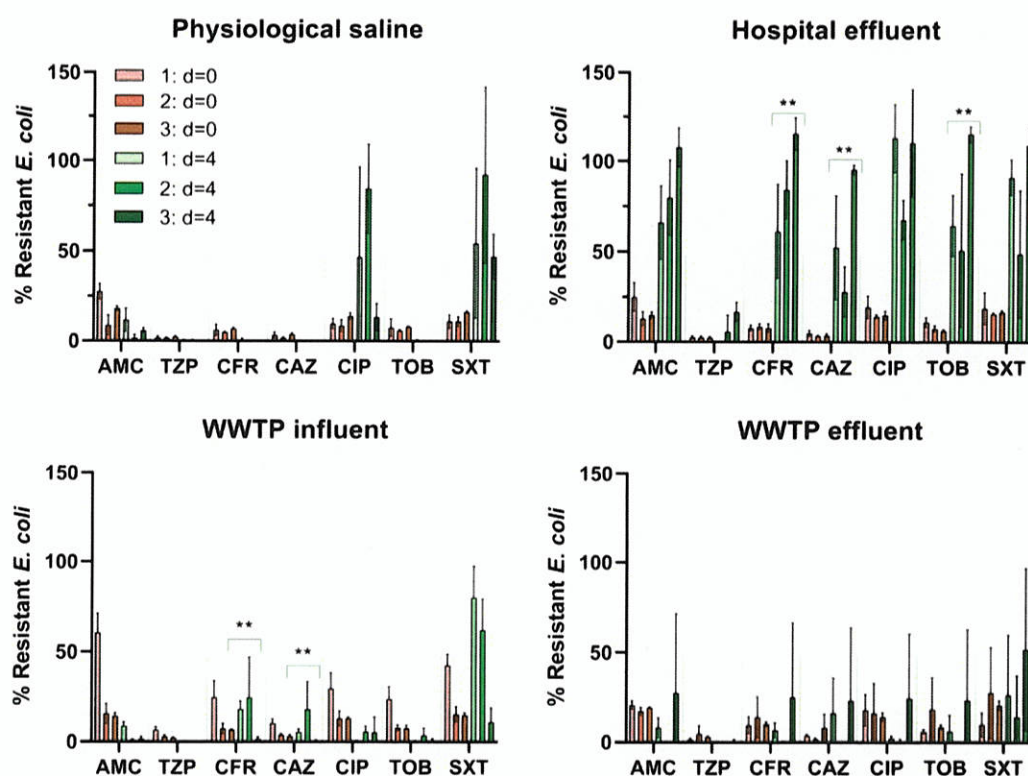 Physiological saline
% Resistant E. coli
150
100
50
0
1: d=0
2: d=0
3: d=0
1: d=4
2: d=4
3: d=4
AMC TZP CFR CAZ CIP TOB SXT
Hospital effluent
% Resistant E. coli
150
100
50
0
**
**
**
AMC TZP CFR CAZ CIP TOB SXT
WWTP influent
% Resistant E. coli
150
100
50
0
**
**
AMC TZP CFR CAZ CIP TOB SXT
WWTP effluent
% Resistant E. coli
150
100
50
0
AMC TZP CFR CAZ CIP TOB SXT